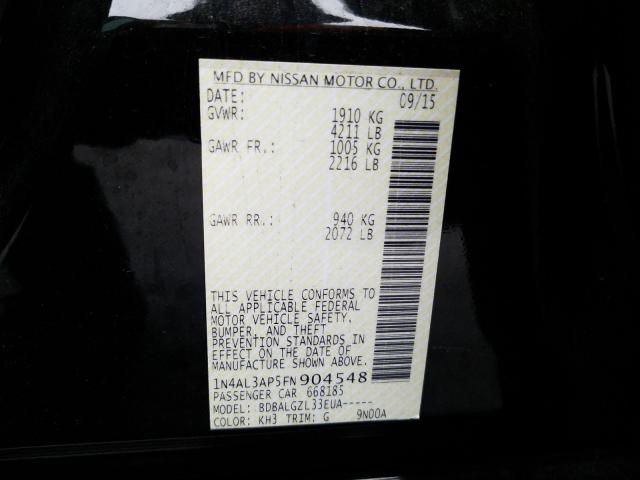 MFD BY NISSAN MOTOR CO., LTD.
DATE: 09/15
GVWR: 1910 KG
4211 LB
GAWR FR.: 1005 KG
2216 LB
GAWR RR.: 940 KG
2072 LB
THIS VEHICLE CONFORMS TO
ALL APPLICABLE FEDERAL
MOTOR VEHICLE SAFETY,
BUMPER, AND THEFT
PREVENTION STANDARDS IN
EFFECT ON THE DATE OF
MANUFACTURE SHOWN ABOVE.
1N4AL3AP5FN904548
PASSENGER CAR 668185
MODEL: BDBALGZL33EUA-----
COLOR: KH3 TRIM: G 9N00A